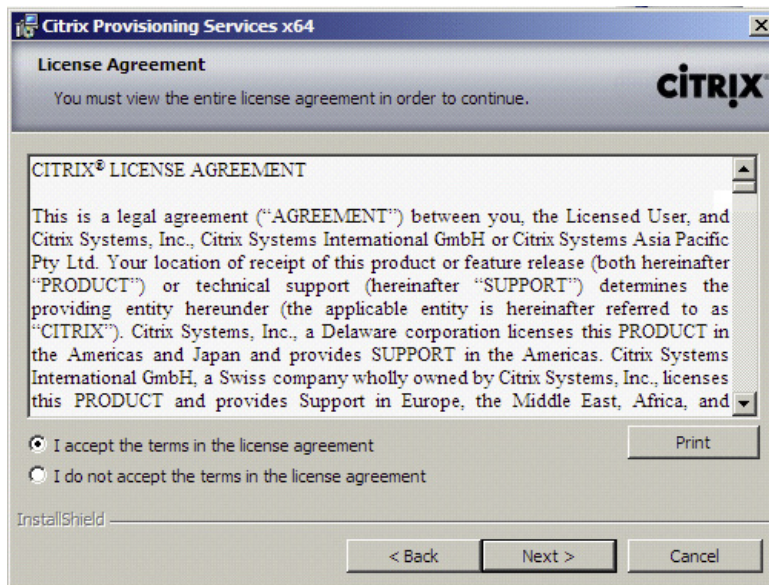 Citrix Provisioning Services x64
License Agreement
You must view the entire license agreement in order to continue.
CITRIX
CITRIX® LICENSE AGREEMENT
This is a legal agreement (“AGREEMENT”) between you, the Licensed User, and
Citrix Systems, Inc., Citrix Systems International GmbH or Citrix Systems Asia Pacific
Pty Ltd. Your location of receipt of this product or feature release (both hereinafter
“PRODUCT”) or technical support (hereinafter “SUPPORT”) determines the
providing entity hereunder (the applicable entity is hereinafter referred to as
“CITRIX”). Citrix Systems, Inc., a Delaware corporation licenses this PRODUCT in
the Americas and Japan and provides SUPPORT in the Americas. Citrix Systems
International GmbH, a Swiss company wholly owned by Citrix Systems, Inc., licenses
this PRODUCT and provides Support in Europe, the Middle East, Africa, and
I accept the terms in the license agreement
Print
I do not accept the terms in the license agreement
InstallShield
< Back
Next >
Cancel